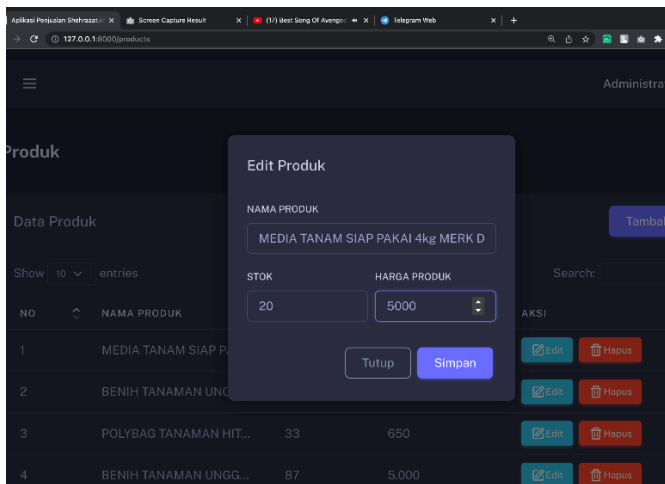 Aplikasi Penjualan Shehrazat.id
Screen Capture Result
(17) Best Song Of Avenged
Telegram Web
127.0.0.1:8000/products
Administra
Produk
Edit Produk
NAMA PRODUK
MEDIA TANAM SIAP PAKAI 4kg MERK D
STOK HARGA PRODUK
20 5000
Tutup Simpan
Data Produk Tambah
Show 10 entries Search:
NO NAMA PRODUK AKSI
1 MEDIA TANAM SIAP PA Edit Hapus
2 BENIH TANAMAN UNG Edit Hapus
3 POLYBAG TANAMAN HIT... 33 650 Edit Hapus
4 BENIH TANAMAN UNGG... 87 5.000 Edit Hapus